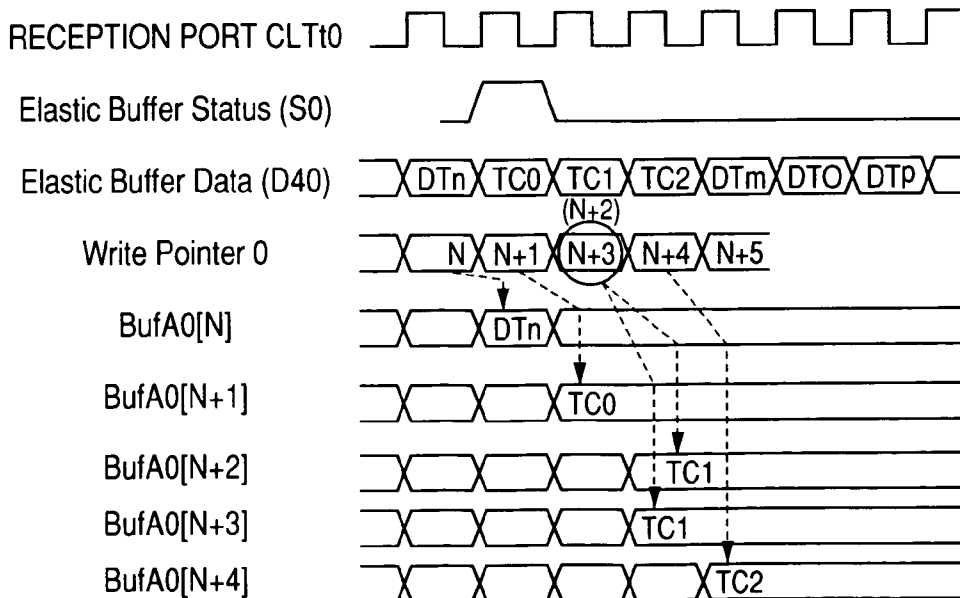 RECEPTION PORT CLTt0
Elastic Buffer Status (S0)
Elastic Buffer Data (D40) DTn TC0 TC1 TC2 DTm DTO DTP
(N+2)
Write Pointer 0 N N+1 N+3 N+4 N+5
BufA0[N] DTn
BufA0[N+1] TC0
BufA0[N+2] TC1
BufA0[N+3] TC1
BufA0[N+4] TC2